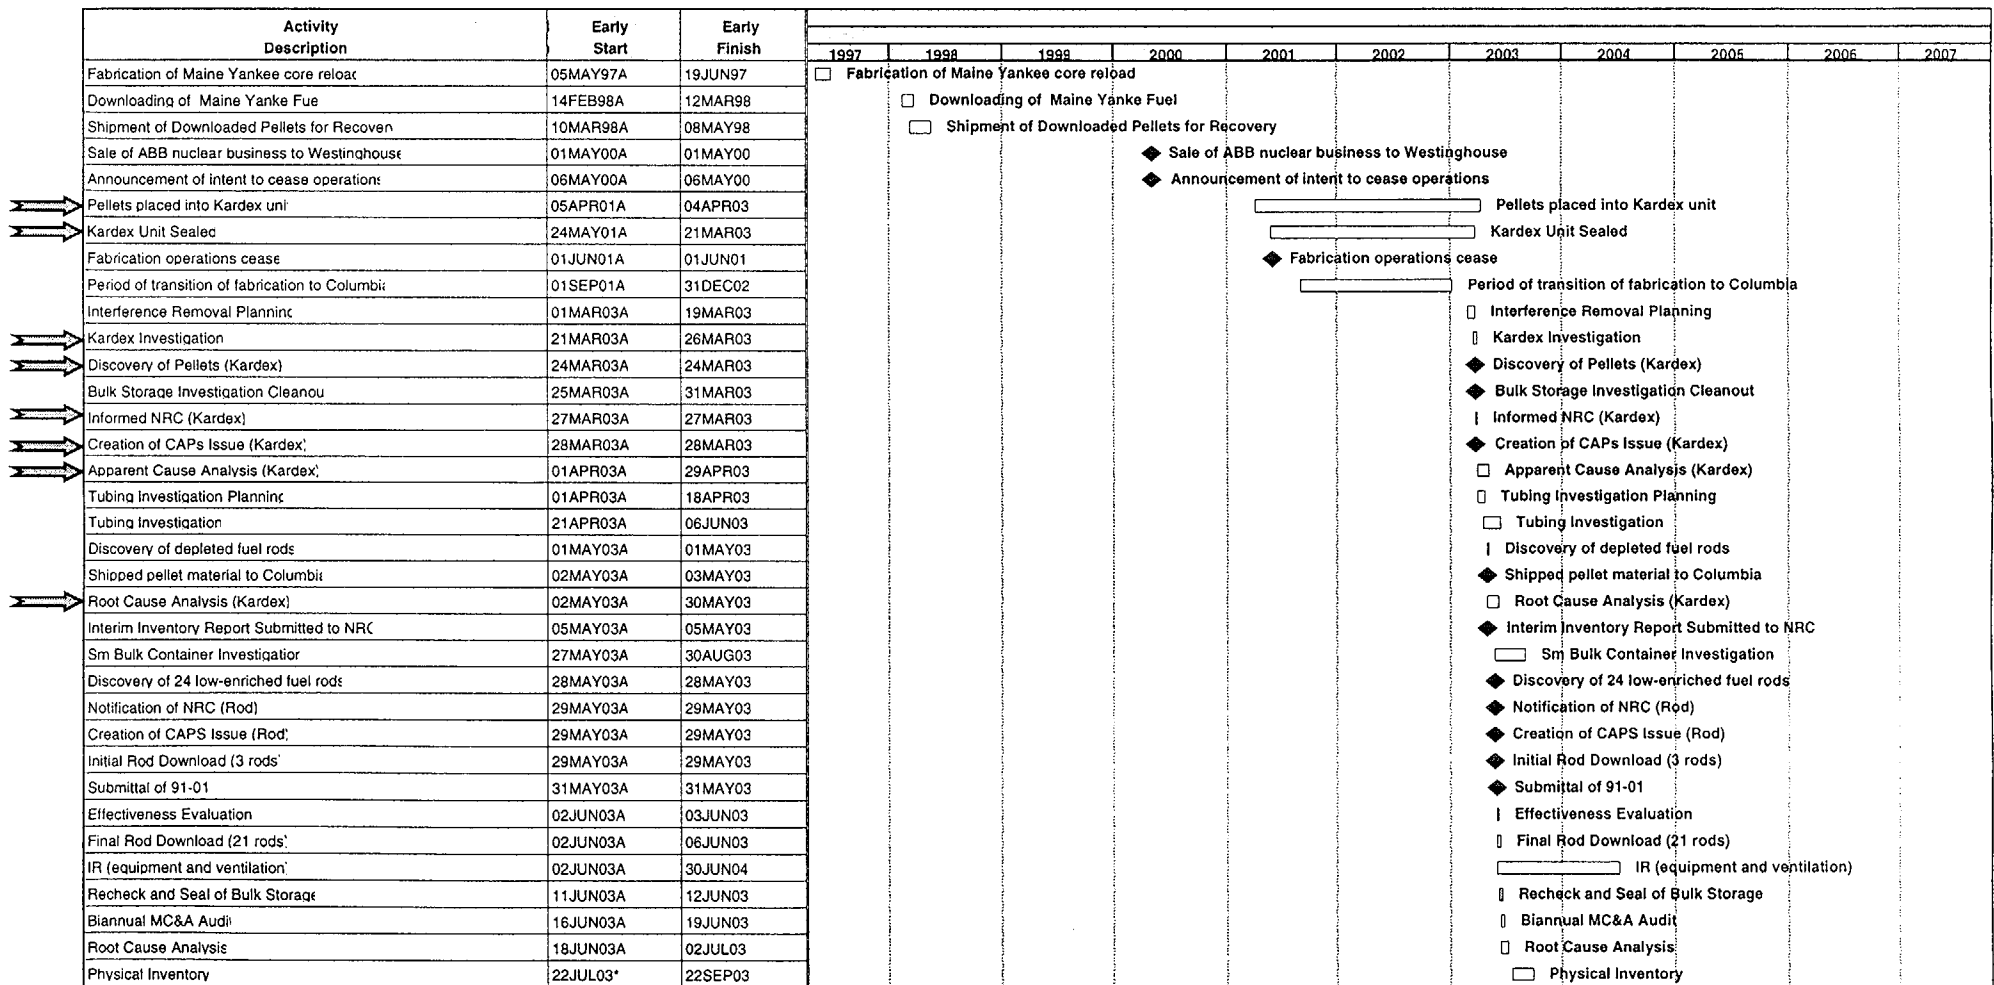 Activity Description Early Start Early Finish
1997 1998 1999 2000 2001 2002 2003 2004 2005 2006 2007
Fabrication of Maine Yankee core reload 05MAY97A 19JUN97 Fabrication of Maine Yankee core reload
Downloading of Maine Yanke Fue 14FEB98A 12MAR98 Downloading of Maine Yanke Fuel
Shipment of Downloaded Pellets for Recovery 10MAR98A 08MAY98 Shipment of Downloaded Pellets for Recovery
Sale of ABB nuclear business to Westinghouse 01MAY00A 01MAY00 Sale of ABB nuclear business to Westinghouse
Announcement of intent to cease operations 06MAY00A 06MAY00 Announcement of intent to cease operations
Pellets placed into Kardex unit 05APR01A 04APR03 Pellets placed into Kardex unit
Kardex Unit Sealed 24MAY01A 21MAR03 Kardex Unit Sealed
Fabrication operations cease 01JUN01A 01JUN01 Fabrication operations cease
Period of transition of fabrication to Columbia 01SEP01A 31DEC02 Period of transition of fabrication to Columbia
Interference Removal Planning 01MAR03A 19MAR03 Interference Removal Planning
Kardex Investigation 21MAR03A 26MAR03 Kardex Investigation
Discovery of Pellets (Kardex) 24MAR03A 24MAR03 Discovery of Pellets (Kardex)
Bulk Storage Investigation Cleanou 25MAR03A 31MAR03 Bulk Storage Investigation Cleanout
Informed NRC (Kardex) 27MAR03A 27MAR03 Informed NRC (Kardex)
Creation of CAPs Issue (Kardex) 28MAR03A 28MAR03 Creation of CAPs Issue (Kardex)
Apparent Cause Analysis (Kardex) 01APR03A 29APR03 Apparent Cause Analysis (Kardex)
Tubing Investigation Planning 01APR03A 18APR03 Tubing Investigation Planning
Tubing Investigation 21APR03A 06JUN03 Tubing Investigation
Discovery of depleted fuel rods 01MAY03A 01MAY03 Discovery of depleted fuel rods
Shipped pellet material to Columbia 02MAY03A 03MAY03 Shipped pellet material to Columbia
Root Cause Analysis (Kardex) 02MAY03A 30MAY03 Root Cause Analysis (Kardex)
Interim Inventory Report Submitted to NRC 05MAY03A 05MAY03 Interim Inventory Report Submitted to NRC
Sm Bulk Container Investigation 27MAY03A 30AUG03 Sm Bulk Container Investigation
Discovery of 24 low-enriched fuel rods 28MAY03A 28MAY03 Discovery of 24 low-enriched fuel rods
Notification of NRC (Rod) 29MAY03A 29MAY03 Notification of NRC (Rod)
Creation of CAPS Issue (Rod) 29MAY03A 29MAY03 Creation of CAPS Issue (Rod)
Initial Rod Download (3 rods) 29MAY03A 29MAY03 Initial Rod Download (3 rods)
Submittal of 91-01 31MAY03A 31MAY03 Submittal of 91-01
Effectiveness Evaluation 02JUN03A 03JUN03 Effectiveness Evaluation
Final Rod Download (21 rods) 02JUN03A 06JUN03 Final Rod Download (21 rods)
IR (equipment and ventilation) 02JUN03A 30JUN04 IR (equipment and ventilation)
Recheck and Seal of Bulk Storage 11JUN03A 12JUN03 Recheck and Seal of Bulk Storage
Biannual MC&A Audit 16JUN03A 19JUN03 Biannual MC&A Audit
Root Cause Analysis 18JUN03A 02JUL03 Root Cause Analysis
Physical Inventory 22JUL03* 22SEP03 Physical Inventory